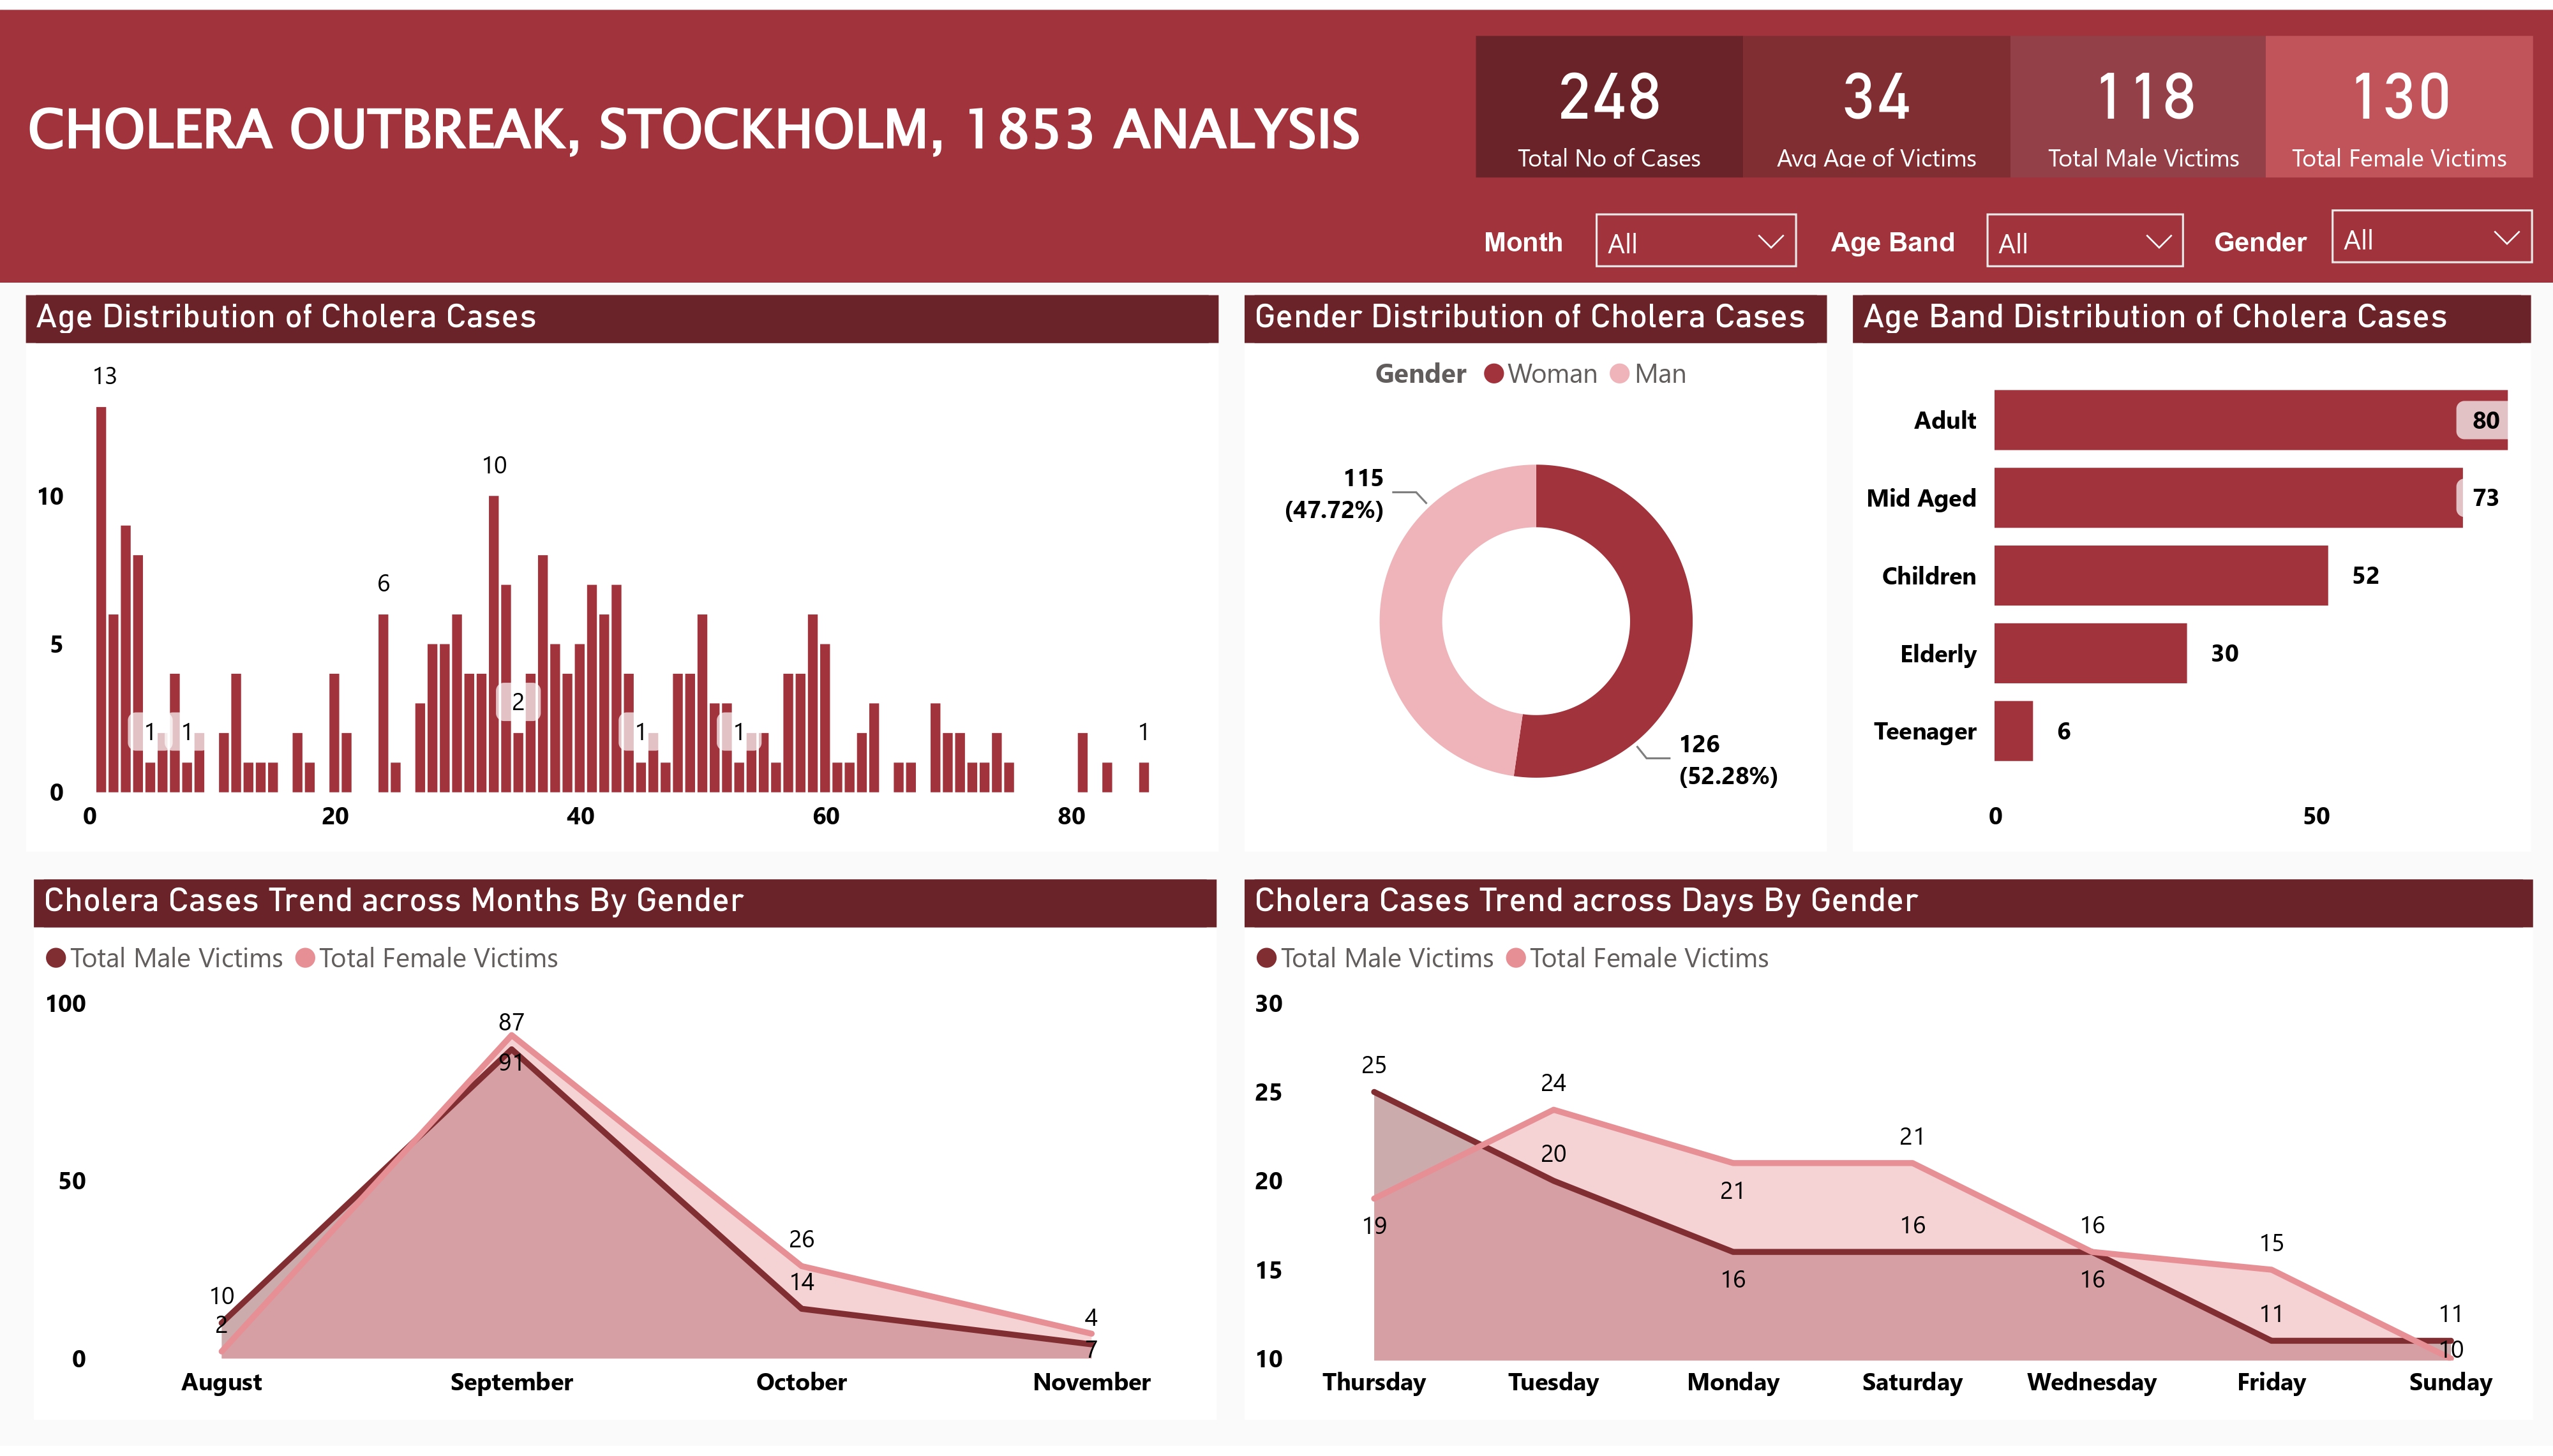 CHOLERA OUTBREAK, STOCKHOLM, 1853 ANALYSIS
248
Total No of Cases
34
Avg Age of Victims
118
Total Male Victims
130
Total Female Victims
Month All
Age Band All
Gender All
Age Distribution of Cholera Cases
13
10
6
1
1
2
1
1
1
10
5
0
0 20 40 60 80
Gender Distribution of Cholera Cases
Gender Woman Man
115
(47.72%)
126
(52.28%)
Age Band Distribution of Cholera Cases
Adult 80
Mid Aged 73
Children 52
Elderly 30
Teenager 6
0 50
Cholera Cases Trend across Months By Gender
Total Male Victims Total Female Victims
100
50
0
87
91
26
14
10
2
4
7
August September October November
Cholera Cases Trend across Days By Gender
Total Male Victims Total Female Victims
30
25
20
15
10
25
24
20
21
21
19
16
16
16
16
15
11
11
10
Thursday Tuesday Monday Saturday Wednesday Friday Sunday